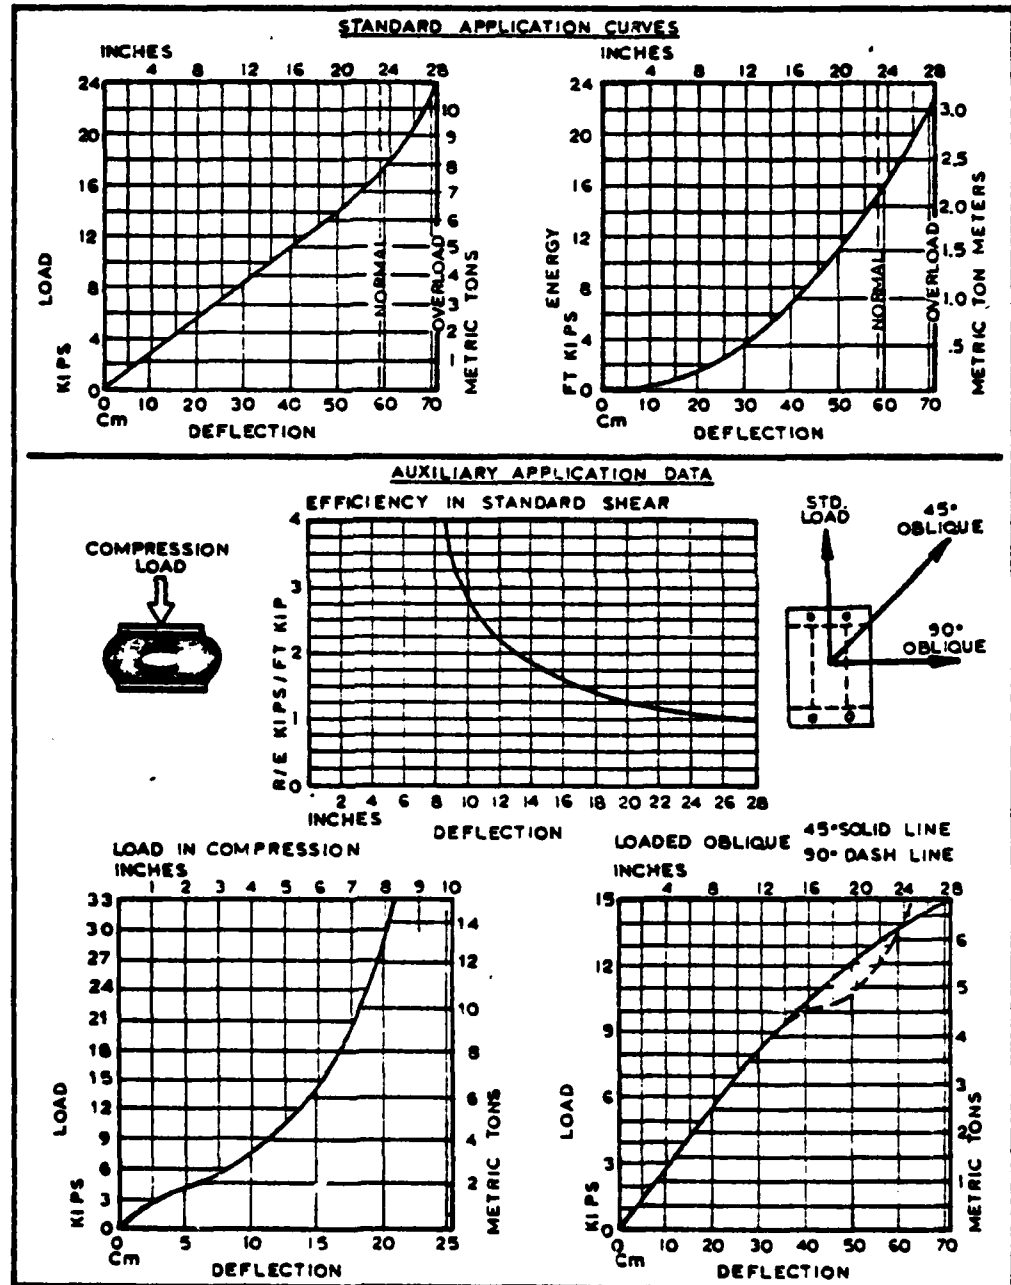 STANDARD APPLICATION CURVES
INCHES
4 8 12 16 20 24 28
24
20
16
12
8
4
0
LOAD
KIPS
10
9
8
7
6
5
4
3
2
1
NORMAL
OVERLOAD
METRIC TONS
0 10 20 30 40 50 60 70
Cm
DEFLECTION
INCHES
4 8 12 16 20 24 28
24
20
16
12
8
4
0
ENERGY
FT KIPS
3.0
2.5
2.0
1.5
1.0
.5
NORMAL
OVERLOAD
METRIC TON METERS
0 10 20 30 40 50 60 70
Cm
DEFLECTION
AUXILIARY APPLICATION DATA
EFFICIENCY IN STANDARD SHEAR
COMPRESSION
LOAD
4
3
2
1
0
R/E KIPS/FT KIP
2 4 6 8 10 12 14 16 18 20 22 24 26 28
INCHES
DEFLECTION
STD.
LOAD
45°
OBLIQUE
90°
OBLIQUE
LOAD IN COMPRESSION
INCHES
1 2 3 4 5 6 7 8 9 10
33
30
27
24
21
18
15
12
9
6
3
0
LOAD
KIPS
14
12
10
8
6
4
2
METRIC TONS
0 5 10 15 20 25
Cm
DEFLECTION
LOADED OBLIQUE 45° SOLID LINE
90° DASH LINE
INCHES
4 8 12 16 20 24 28
15
12
9
6
3
0
LOAD
KIPS
6
5
4
3
2
1
METRIC TONS
0 10 20 30 40 50 60 70
Cm
DEFLECTION